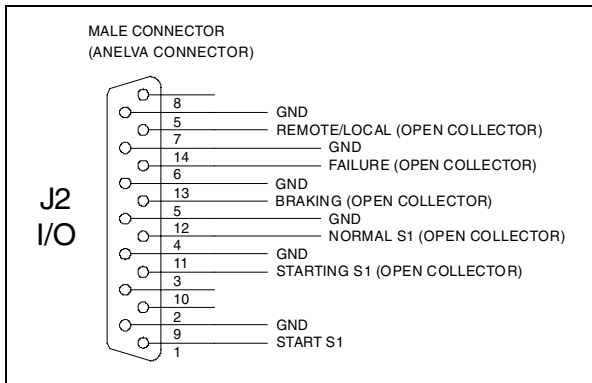 MALE CONNECTOR
(ANELVA CONNECTOR)
8
GND
5
REMOTE/LOCAL (OPEN COLLECTOR)
7
GND
14
FAILURE (OPEN COLLECTOR)
6
GND
13
BRAKING (OPEN COLLECTOR)
5
GND
12
NORMAL S1 (OPEN COLLECTOR)
4
GND
11
STARTING S1 (OPEN COLLECTOR)
3
10
2
GND
9
START S1
1
J2
I/O